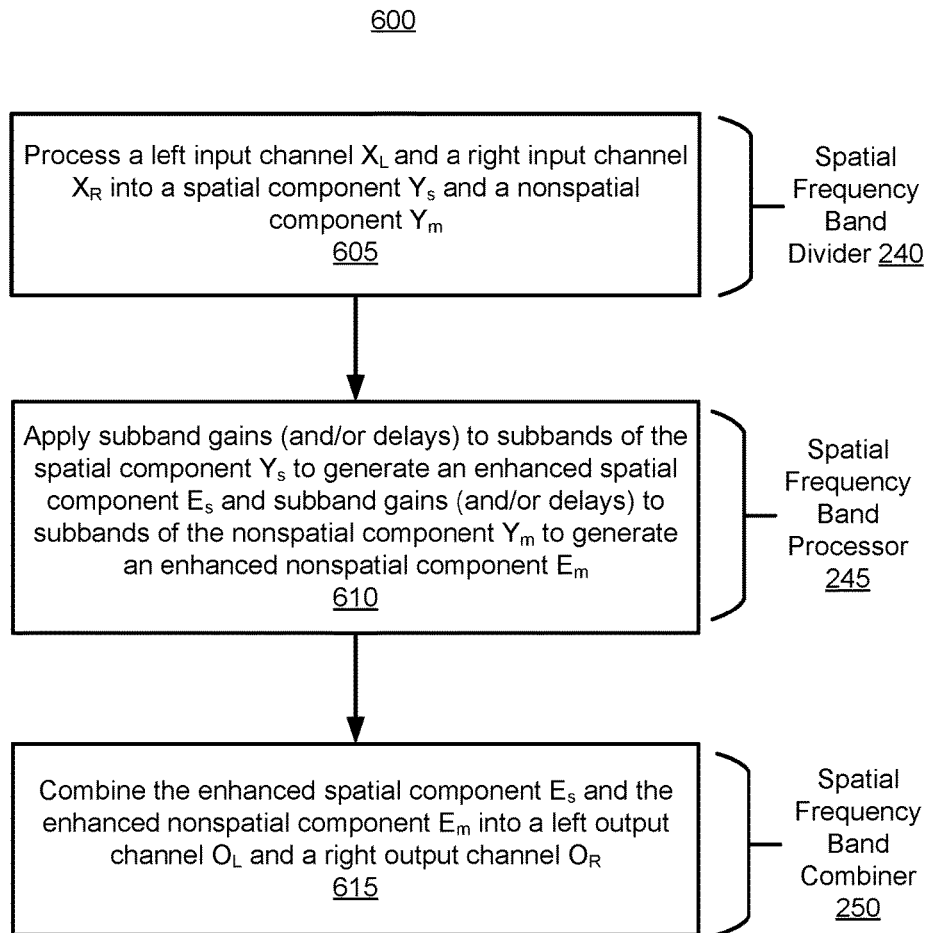 600
Process a left input channel X_L and a right input channel
X_R into a spatial component Y_s and a nonspatial
component Y_m
605
Spatial
Frequency
Band
Divider 240
Apply subband gains (and/or delays) to subbands of the
spatial component Y_s to generate an enhanced spatial
component E_s and subband gains (and/or delays) to
subbands of the nonspatial component Y_m to generate
an enhanced nonspatial component E_m
610
Spatial
Frequency
Band
Processor
245
Combine the enhanced spatial component E_s and the
enhanced nonspatial component E_m into a left output
channel O_L and a right output channel O_R
615
Spatial
Frequency
Band
Combiner
250